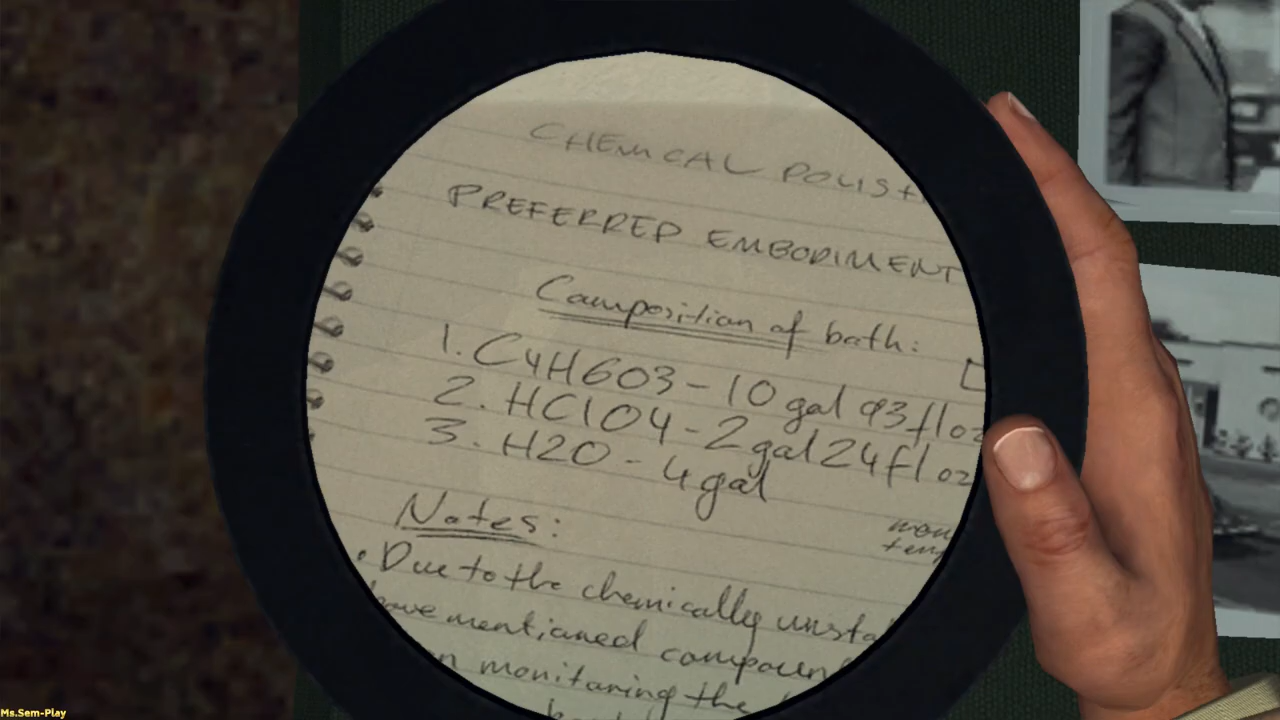 CHEMICAL POLISH
PREFERRED EMBODIMENT
Composition of bath:
1. C4H6O3 - 10 gal 93 fl oz
2. HClO4 - 2 gal 24 fl oz
3. H2O - 4 gal
Notes:
• Due to the chemically unsta
mentioned compoun
monitoring the
Ms.Sem-Play